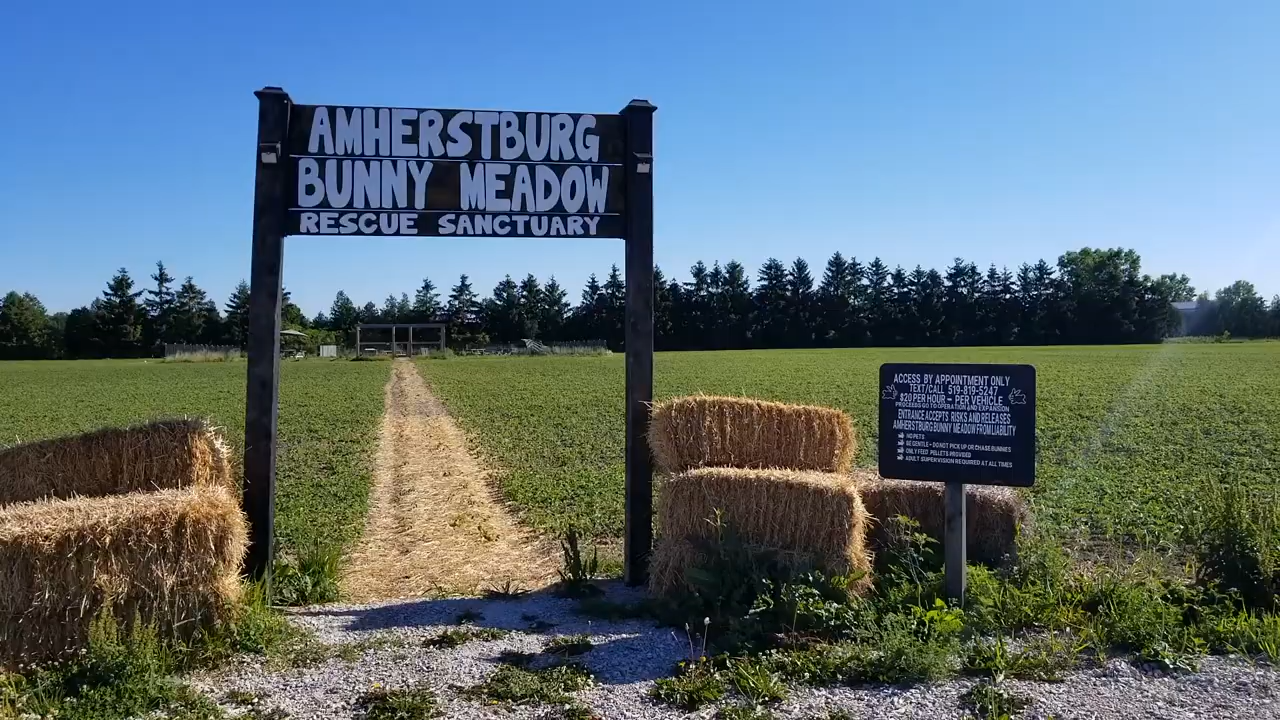 AMHERSTBURG
BUNNY MEADOW
RESCUE SANCTUARY
ACCESS BY APPOINTMENT ONLY
TEXT/CALL 519-819-5247
$20 PER HOUR - PER VEHICLE
PROCEEDS GO TO OPERATION AND EXPANSION
ENTRANCE ACCEPTS RISKS AND RELEASES
AMHERSTBURG BUNNY MEADOW FROM LIABILITY
NO PETS
BE GENTLE - DO NOT PICK UP OR CHASE BUNNIES
ONLY FEED PELLETS PROVIDED
ADULT SUPERVISION REQUIRED AT ALL TIMES